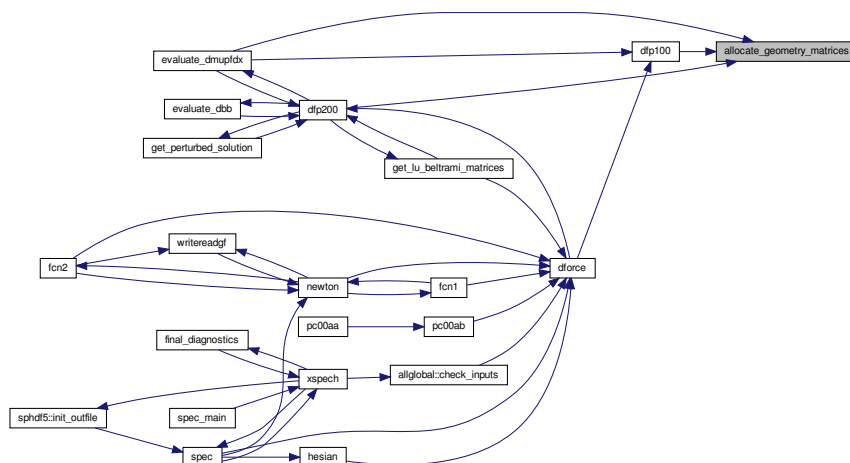 evaluate_dmupfdx
dfp100
allocate_geometry_matrices
evaluate_dbb
dfp200
get_perturbed_solution
get_lu_beltrami_matrices
writereadgf
fcn2
dforce
newton
fcn1
pc00aa
pc00ab
final_diagnostics
xspech
allglobal::check_inputs
sphdf5::init_outfile
spec_main
spec
hesian